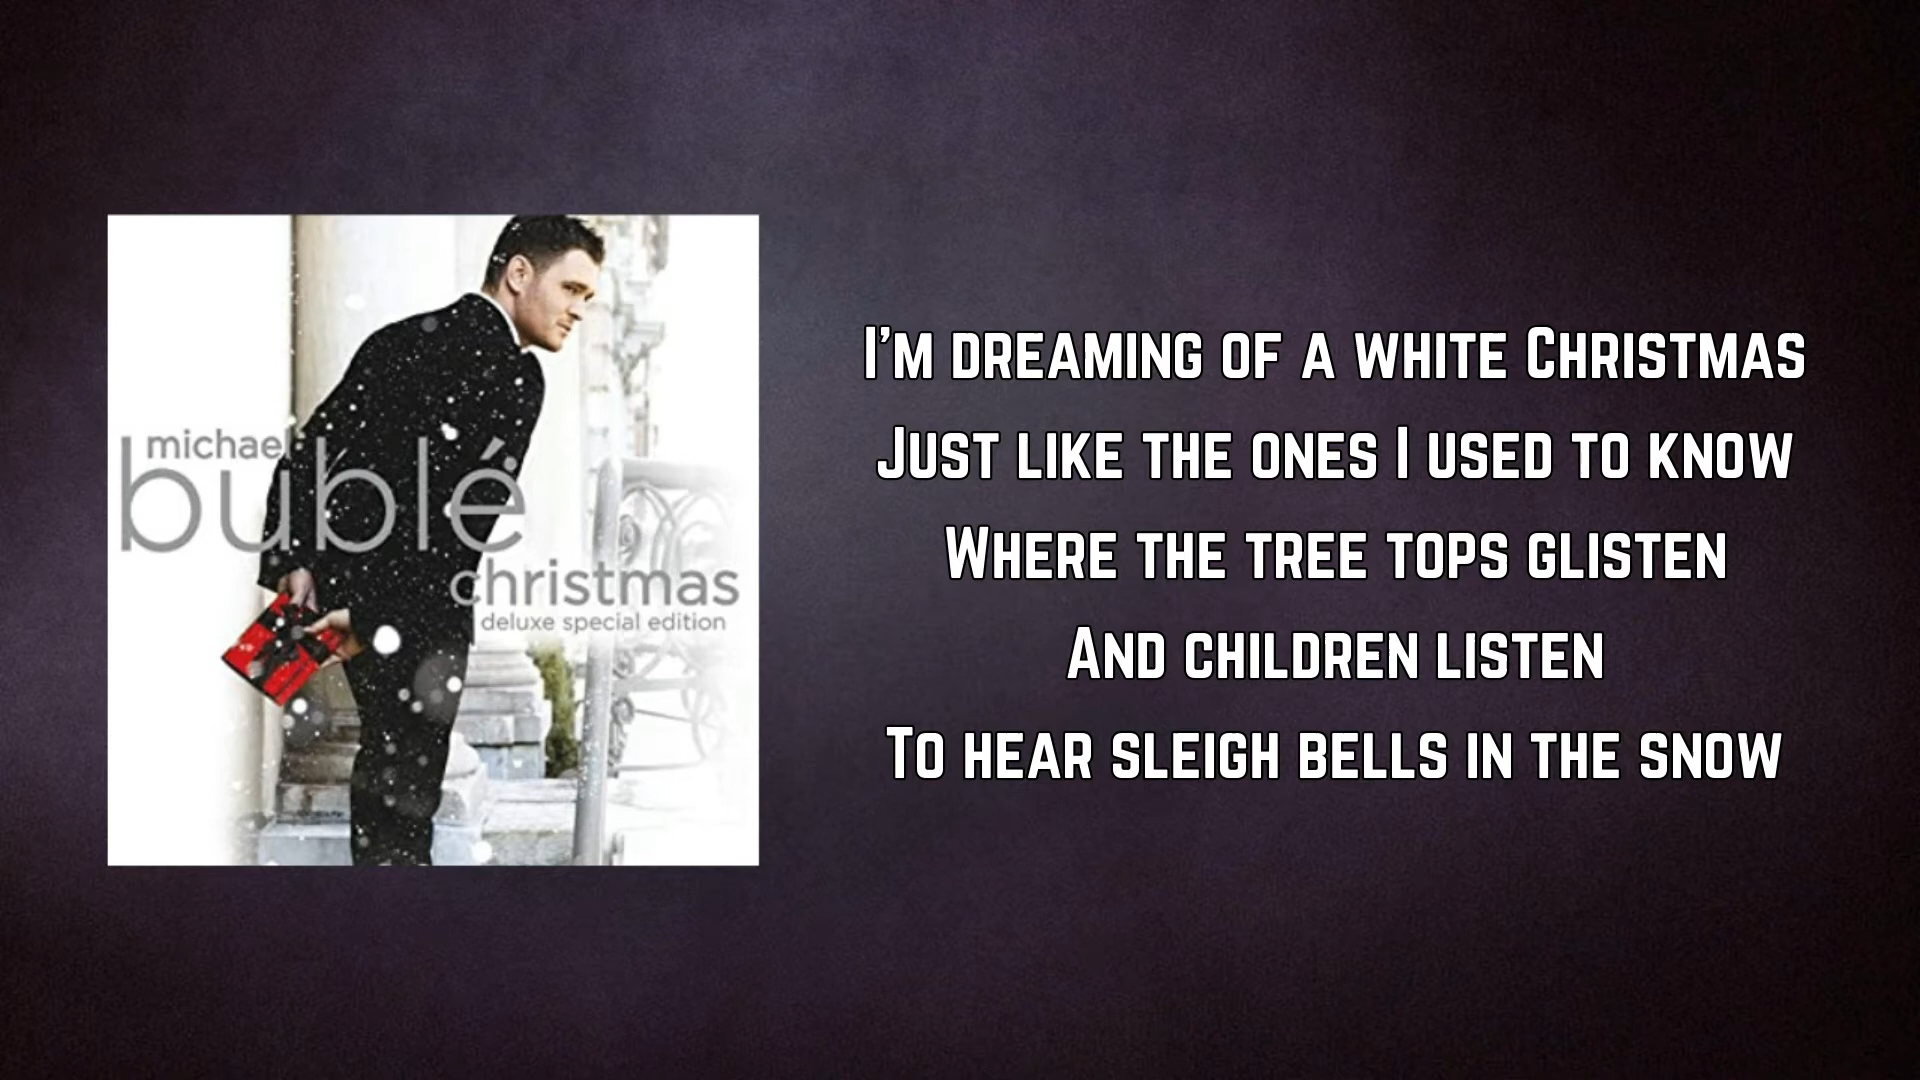 michael
bublé
christmas
deluxe special edition
I'm dreaming of a white Christmas
Just like the ones I used to know
Where the tree tops glisten
And children listen
To hear sleigh bells in the snow